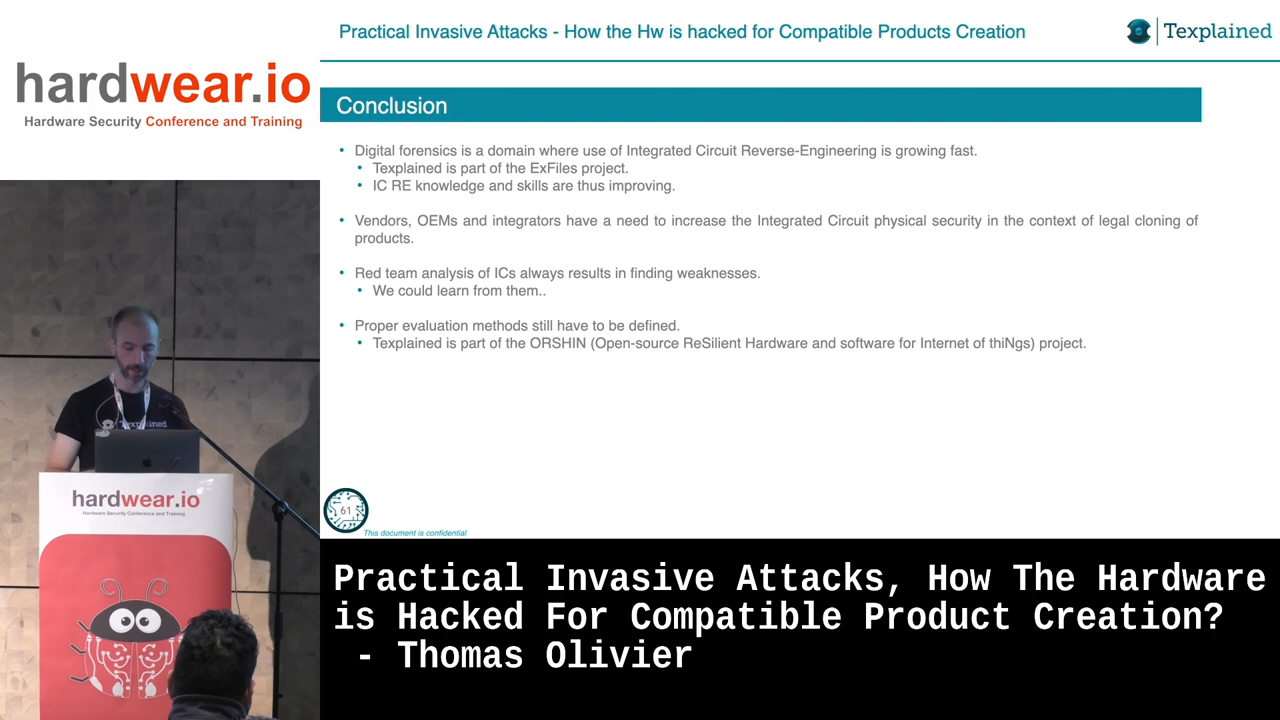 Practical Invasive Attacks - How the Hw is hacked for Compatible Products Creation
Texplained
hardwear.io
Hardware Security Conference and Training
Conclusion
• Digital forensics is a domain where use of Integrated Circuit Reverse-Engineering is growing fast.
• Texplained is part of the ExFiles project.
• IC RE knowledge and skills are thus improving.
• Vendors, OEMs and integrators have a need to increase the Integrated Circuit physical security in the context of legal cloning of
products.
• Red team analysis of ICs always results in finding weaknesses.
• We could learn from them..
• Proper evaluation methods still have to be defined.
• Texplained is part of the ORSHIN (Open-source ReSilient Hardware and software for Internet of thiNgs) project.
Texplained
hardwear.io
Hardware Security Conference and Training
61
This document is confidential
Practical Invasive Attacks, How The Hardware
is Hacked For Compatible Product Creation?
- Thomas Olivier